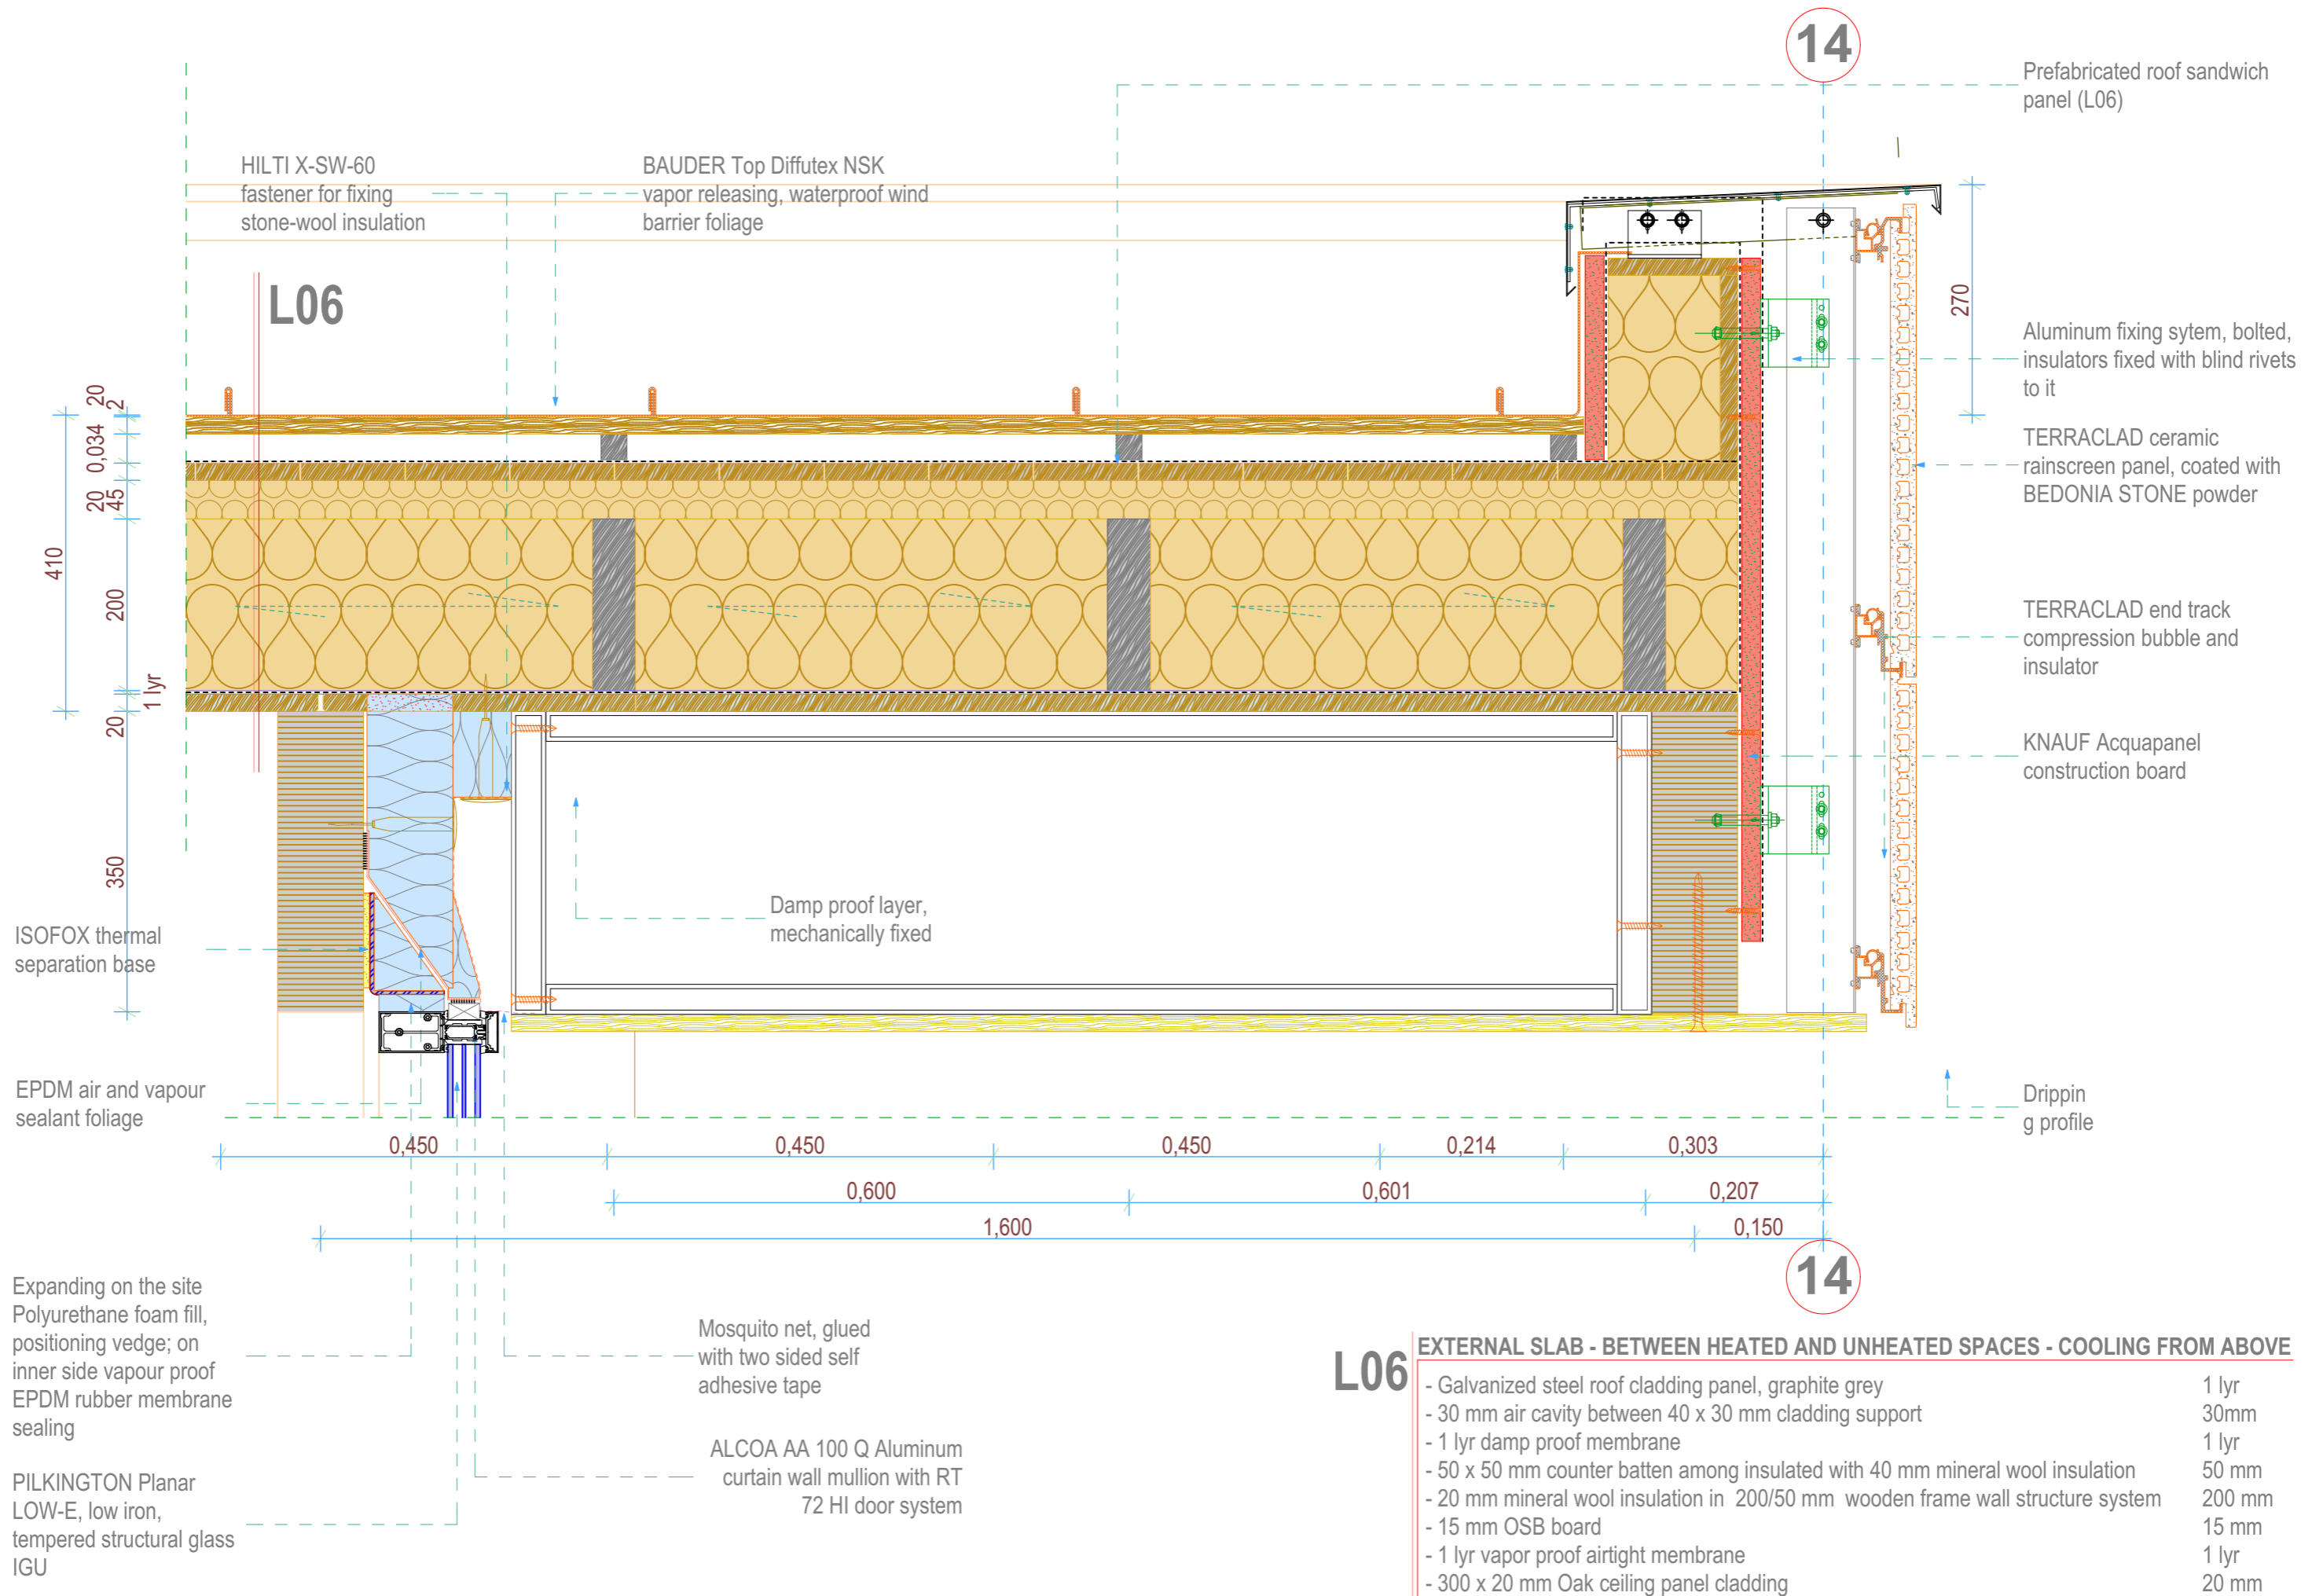 14
Prefabricated roof sandwich
panel (L06)
HILTI X-SW-60
fastener for fixing
stone-wool insulation
BAUDER Top Diffutex NSK
vapor releasing, waterproof wind
barrier foliage
L06
270
Aluminum fixing sytem, bolted,
insulators fixed with blind rivets
to it
TERRACLAD ceramic
rainscreen panel, coated with
BEDONIA STONE powder
TERRACLAD end track
compression bubble and
insulator
KNAUF Acquapanel
construction board
Drippin
g profile
410
20
2
0,034
45
20
200
1 lyr
20
350
Damp proof layer,
mechanically fixed
ISOFOX thermal
separation base
EPDM air and vapour
sealant foliage
0,450
0,450
0,450
0,214
0,303
0,600
0,601
0,207
1,600
0,150
14
Expanding on the site
Polyurethane foam fill,
positioning vedge; on
inner side vapour proof
EPDM rubber membrane
sealing
PILKINGTON Planar
LOW-E, low iron,
tempered structural glass
IGU
Mosquito net, glued
with two sided self
adhesive tape
ALCOA AA 100 Q Aluminum
curtain wall mullion with RT
72 HI door system
L06
EXTERNAL SLAB - BETWEEN HEATED AND UNHEATED SPACES - COOLING FROM ABOVE
- Galvanized steel roof cladding panel, graphite grey 1 lyr
- 30 mm air cavity between 40 x 30 mm cladding support 30mm
- 1 lyr damp proof membrane 1 lyr
- 50 x 50 mm counter batten among insulated with 40 mm mineral wool insulation 50 mm
- 20 mm mineral wool insulation in 200/50 mm wooden frame wall structure system 200 mm
- 15 mm OSB board 15 mm
- 1 lyr vapor proof airtight membrane 1 lyr
- 300 x 20 mm Oak ceiling panel cladding 20 mm